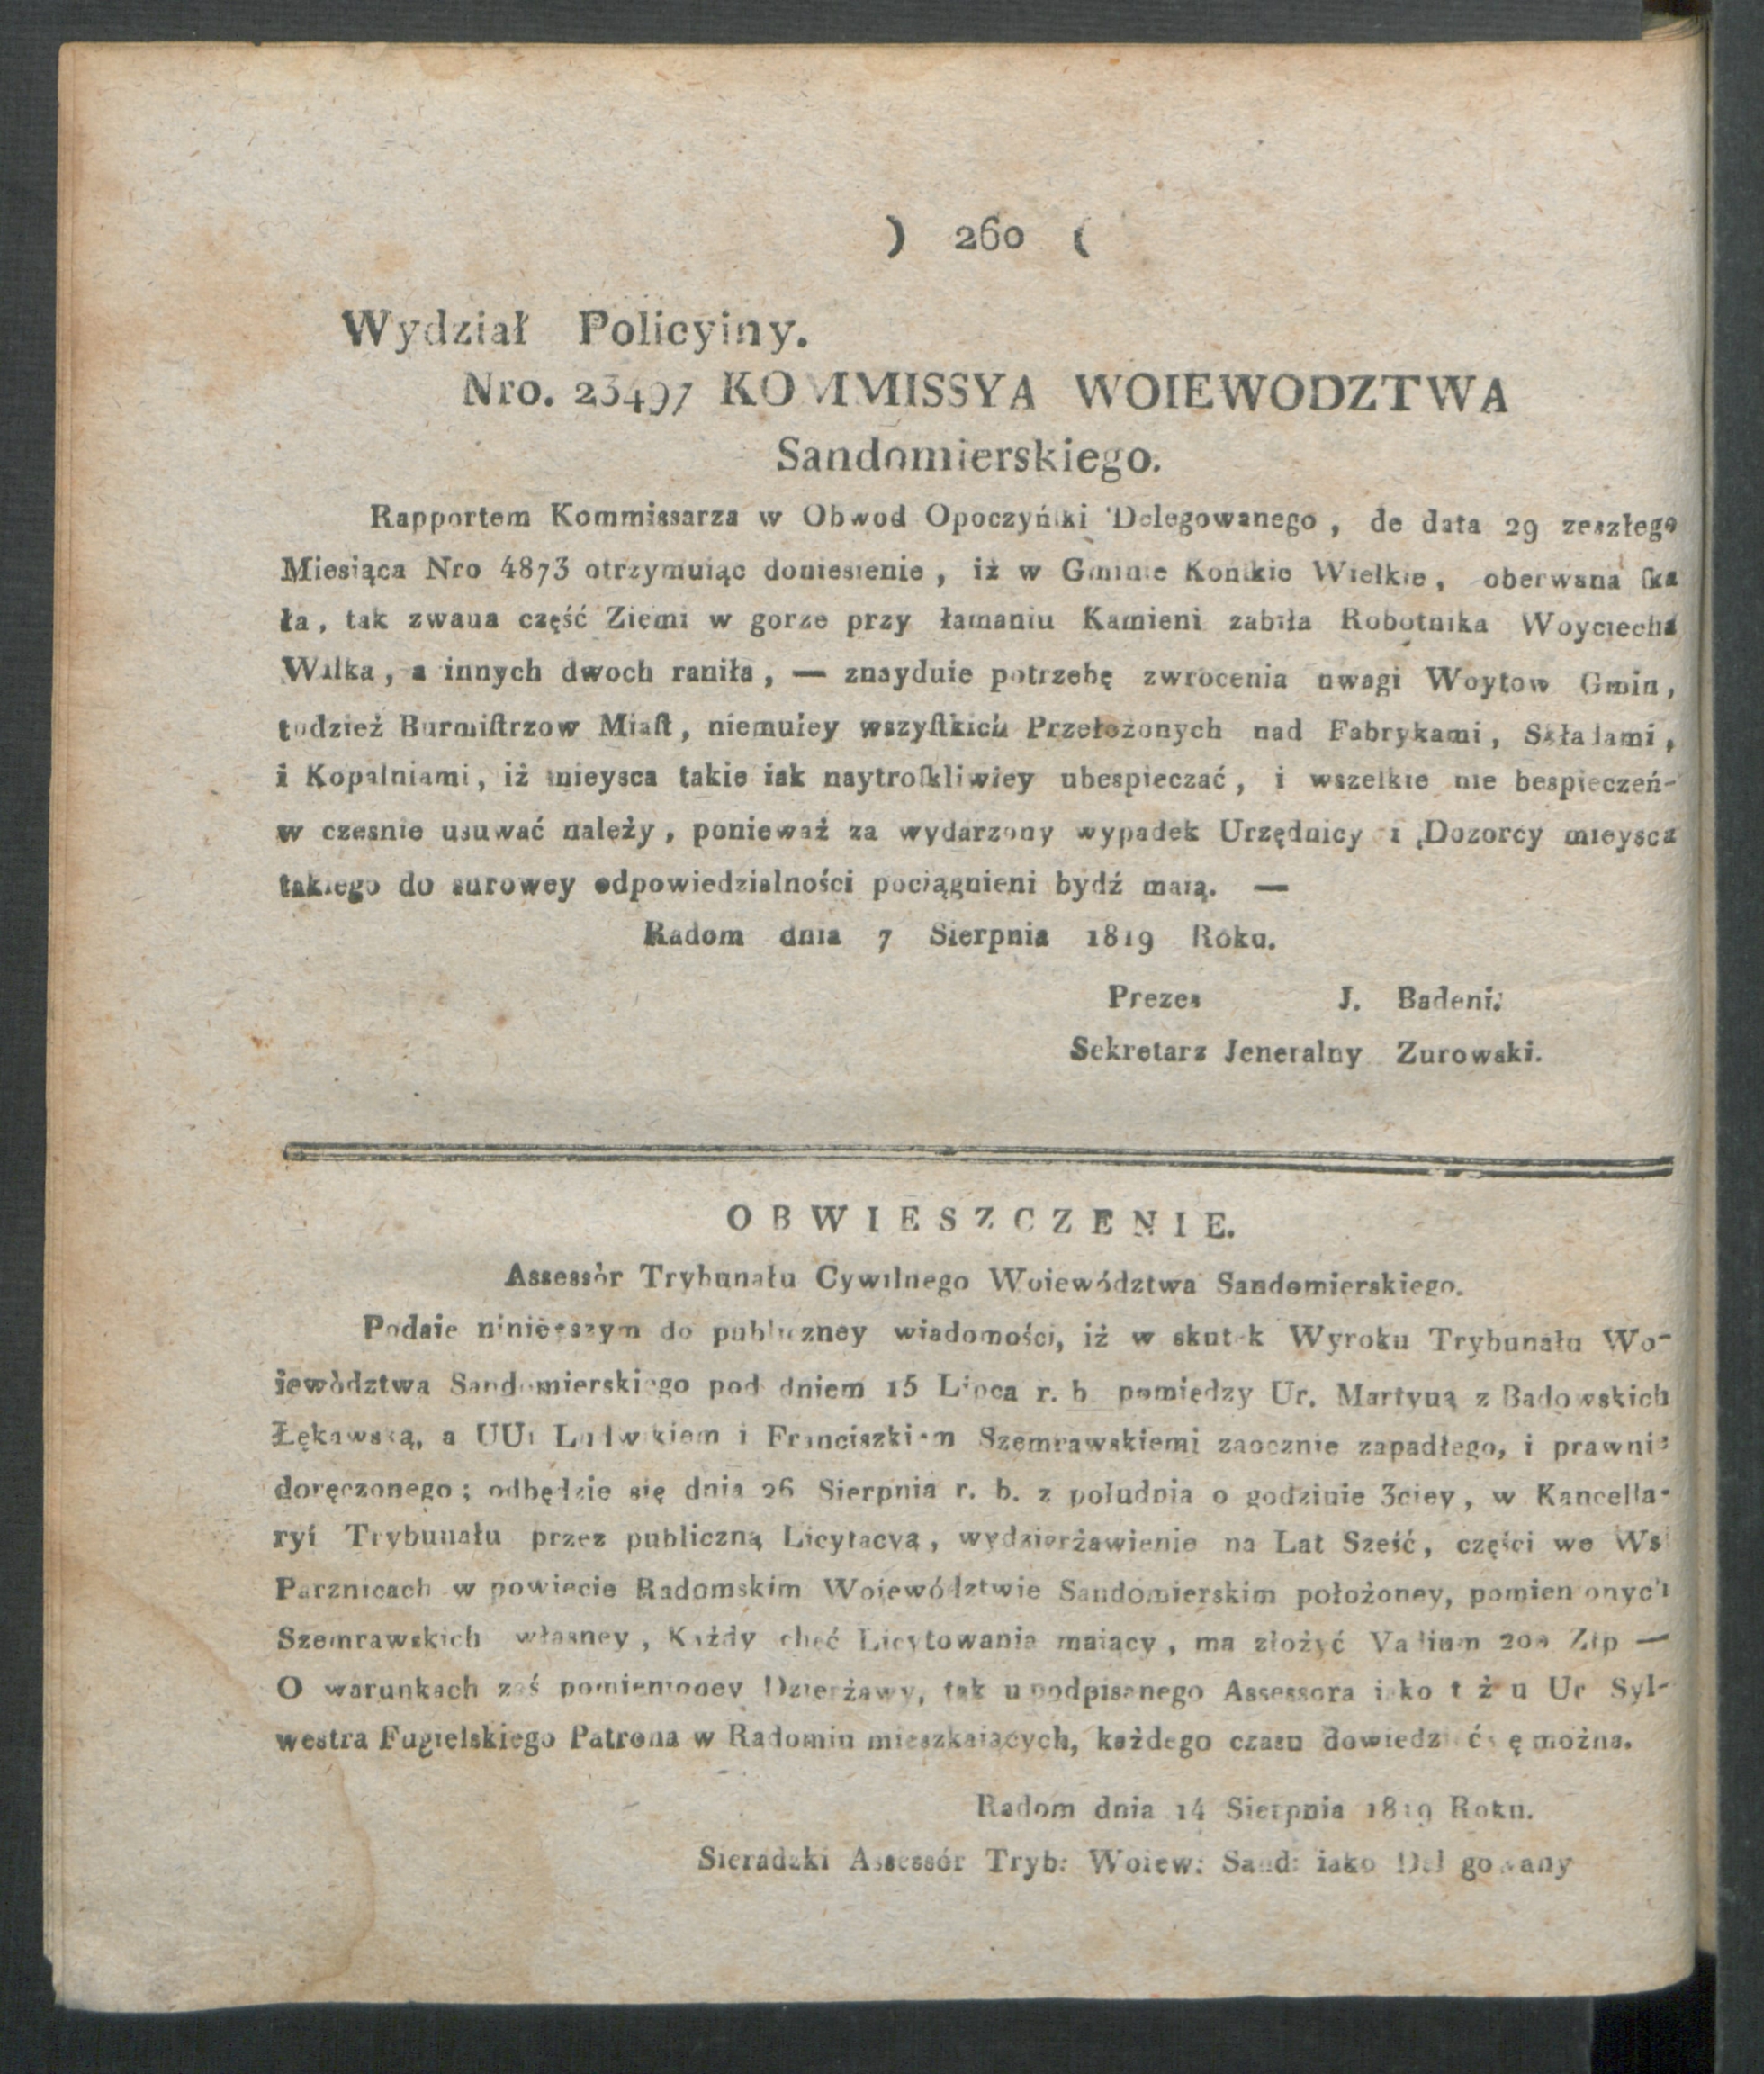 ) 260 (
Wydział Policyiny.
Nro. 23497 KOMMISSYA WOIEWODZTWA
Sandomierskiego.
Rapportem Kommissarza w Obwod Opoczyńſki Delegowanego, de data 29 zeszłego
Miesiąca Nro 4873 otrzymuiąc doniesienie, iż w Gminie Końſkie Wielkie, oberwana ſka
ła, tak zwaua część Ziemi w gorze przy łamaniu Kamieni zabiła Robotnika Woyciecha
Wilka, a innych dwoch raniła, — znayduie potrzebę zwrocenia uwagi Woytow Gmin,
tudzież Burmiſtrzow Miaſt, niemuiey wszyſtkich Przełożonych nad Fabrykami, Składami,
i Kopalniami, iż mieysca takie iak naytroſkliwiey ubespieczać, i wszelkie nie bespieczeń-
w czesnie usuwać należy, ponieważ za wydarzony wypadek Urzędnicy i Dozorcy mieysca
takiego do surowey odpowiedzialności pociągnieni bydź maią. —
Radom dnia 7 Sierpnia 1819 Roku.
Prezes J. Badeni.
Sekretarz Jeneralny Zurowski.
OBWIESZCZENIE.
Assessòr Trybunału Cywilnego Woiewództwa Sandomierskiego.
Podaie ninieyszym do publiczney wiadomości, iż w skutek Wyroku Trybunału Wo-
iewòdztwa Sandomierskiego pod dniem 15 Lipca r. b. pomiędzy Ur. Martyną z Badowskich
Łękawską, a UUi Ludwikiem i Franciszkiem Szemrawskiemi zaocznie zapadłego, i prawnie
doręczonego; odbędzie się dnia 26 Sierpnia r. b. z południa o godzinie 3ciey, w Kancella-
ryi Trybunału przez publiczną Licytacyą, wydzierżawienie na Lat Sześć, części we Wsi
Parznicach w powiecie Radomskim Woiewództwie Sandomierskim położoney, pomienionych
Szemrawskich własney, Każdy chęć Licytowania maiący, ma złożyć Vadium 200 Złp —
O warunkach zaś pomienioney Dzierżawy, tak u podpisanego Assessora iako też u Ur Syl-
westra Fugielskiego Patrona w Radomiu mieszkaiących, każdego czasu dowiedzieć się można.
Radom dnia 14 Sierpnia 1819 Roku.
Sieradzki Assessór Tryb: Woiew: Sand: iako Delegowany